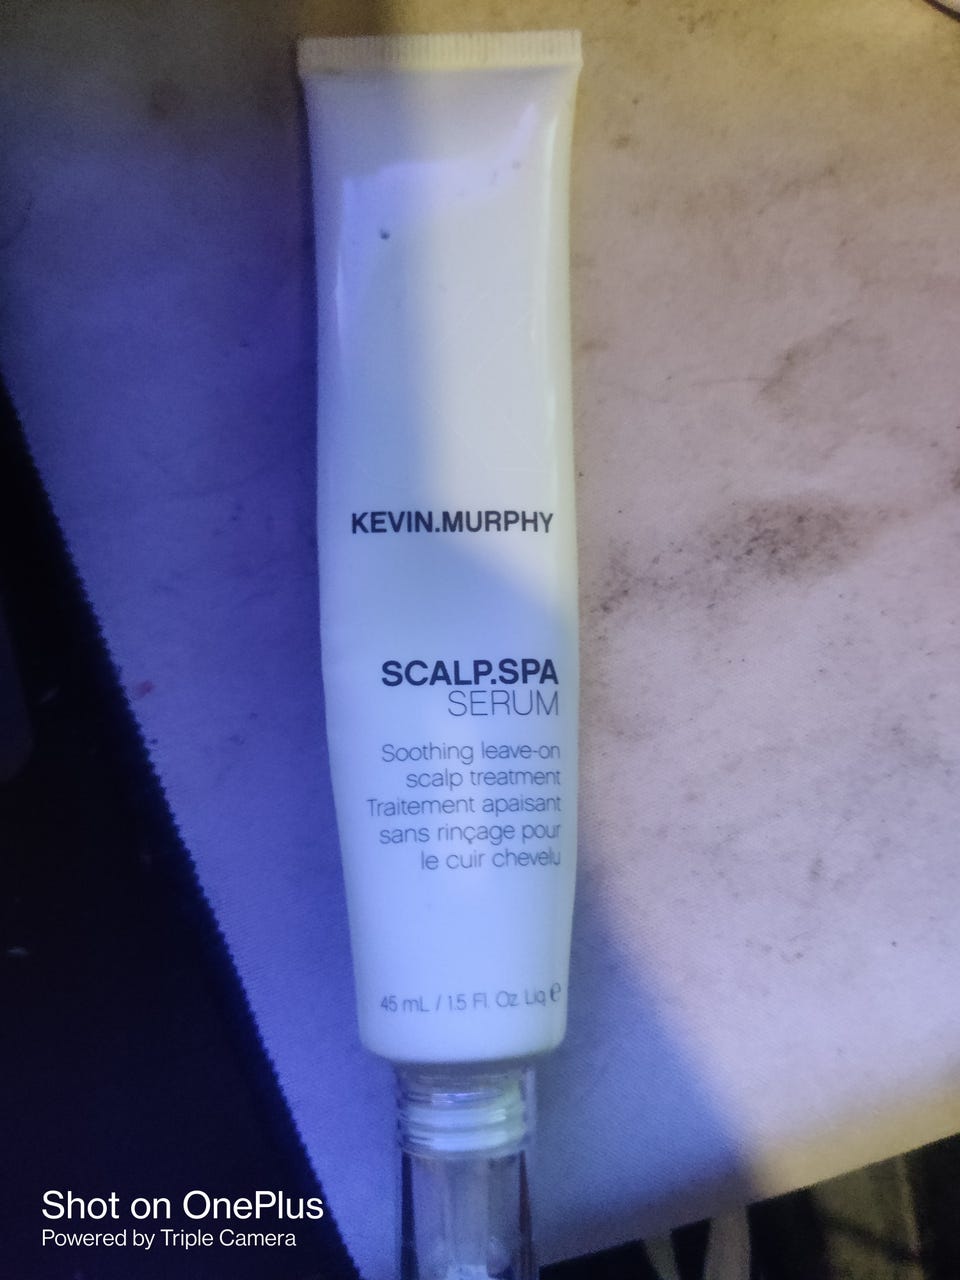 KEVIN.MURPHY
SCALP.SPA
SERUM
Soothing leave-on
scalp treatment
Traitement apaisant
sans rinçage pour
le cuir chevelu
45 mL / 1.5 Fl. Oz. Liq ℮
Shot on OnePlus
Powered by Triple Camera